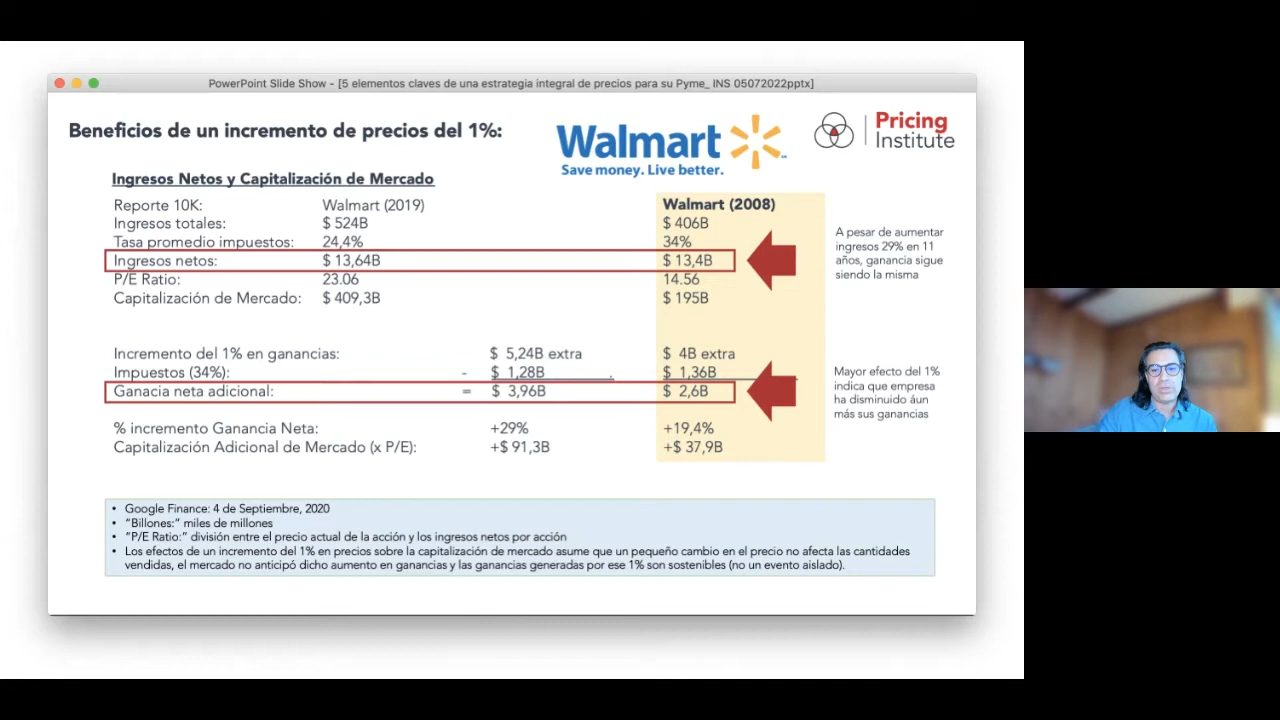 PowerPoint Slide Show - [5 elementos claves de una estrategia integral de precios para su Pyme_ INS 05072022pptx]
Beneficios de un incremento de precios del 1%:
Walmart
Save money. Live better.
Pricing
Institute
Ingresos Netos y Capitalización de Mercado
Reporte 10K: Walmart (2019) Walmart (2008)
Ingresos totales: $ 524B $ 406B
Tasa promedio impuestos: 24,4% 34%
Ingresos netos: $ 13,64B $ 13,4B
P/E Ratio: 23.06 14.56
Capitalización de Mercado: $ 409,3B $ 195B
A pesar de aumentar
ingresos 29% en 11
años, ganancia sigue
siendo la misma
Incremento del 1% en ganancias: $ 5,24B extra $ 4B extra
Impuestos (34%): - $ 1,28B . $ 1,36B
Ganacia neta adicional: = $ 3,96B $ 2,6B
% incremento Ganancia Neta: +29% +19,4%
Capitalización Adicional de Mercado (x P/E): +$ 91,3B +$ 37,9B
Mayor efecto del 1%
indica que empresa
ha disminuido áun
más sus ganancias
• Google Finance: 4 de Septiembre, 2020
• "Billones:" miles de millones
• "P/E Ratio:" división entre el precio actual de la acción y los ingresos netos por acción
• Los efectos de un incremento del 1% en precios sobre la capitalización de mercado asume que un pequeño cambio en el precio no afecta las cantidades
vendidas, el mercado no anticipó dicho aumento en ganancias y las ganancias generadas por ese 1% son sostenibles (no un evento aislado).